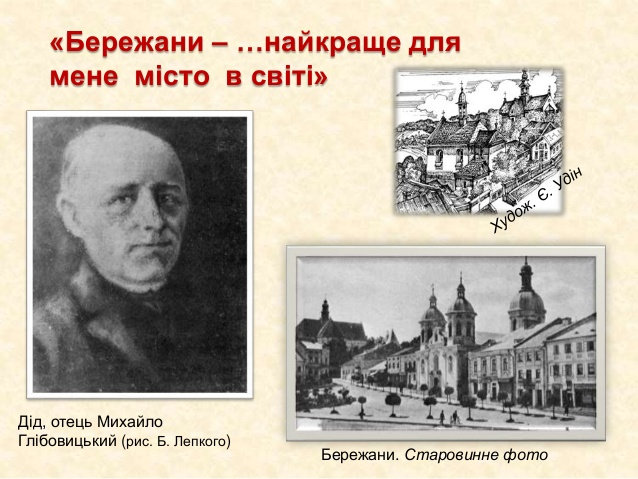 «Бережани – …найкраще для
мене місто в світі»
Худож. Є. Удін
Дід, отець Михайло
Глібовицький (рис. Б. Лепкого)
Бережани. Старовинне фото